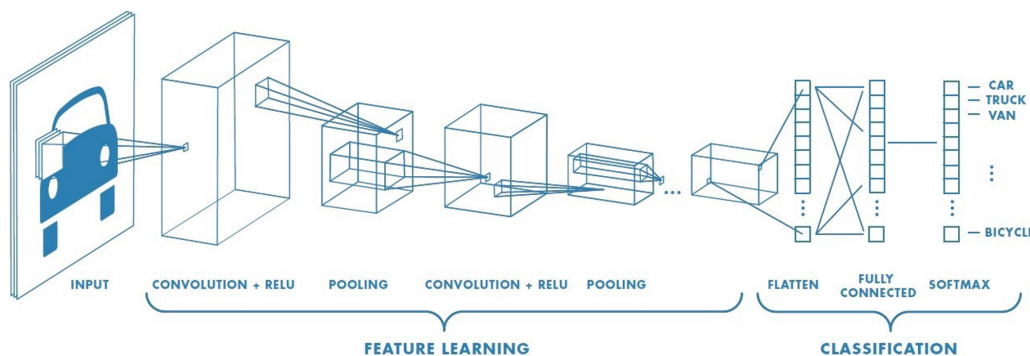 CAR
TRUCK
VAN
BICYCLE
INPUT
CONVOLUTION + RELU
POOLING
CONVOLUTION + RELU
POOLING
FLATTEN
FULLY
CONNECTED
SOFTMAX
FEATURE LEARNING
CLASSIFICATION